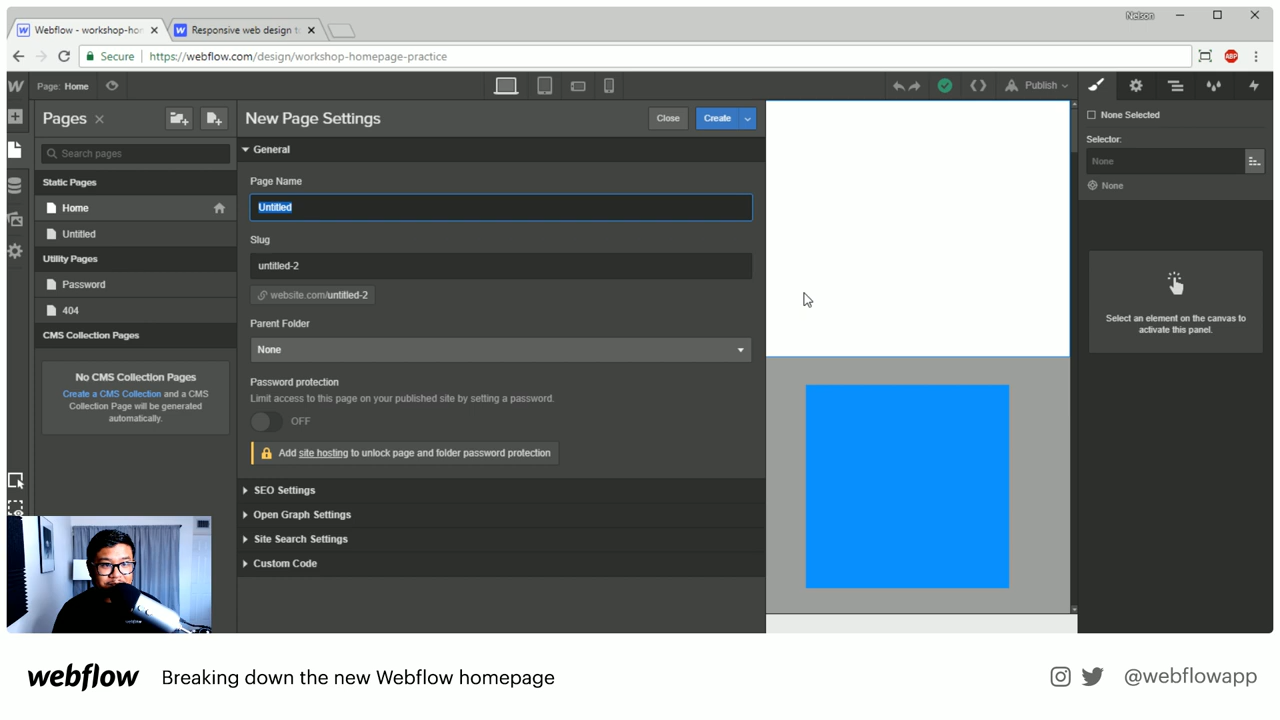 Nelson
Webflow - workshop-hor
Responsive web design t
Secure
https://webflow.com/design/workshop-homepage-practice
ABP
W
Page: Home
Publish
Pages
New Page Settings
Close
Create
None Selected
Search pages
General
Selector:
None
None
Static Pages
Page Name
Home
Untitled
Untitled
Slug
Utility Pages
untitled-2
Password
website.com/untitled-2
404
Parent Folder
Select an element on the canvas to
activate this panel.
CMS Collection Pages
None
No CMS Collection Pages
Create a CMS Collection and a CMS
Collection Page will be generated
automatically.
Password protection
Limit access to this page on your published site by setting a password.
OFF
Add site hosting to unlock page and folder password protection
SEO Settings
Open Graph Settings
Site Search Settings
Custom Code
webflow
Breaking down the new Webflow homepage
@webflowapp